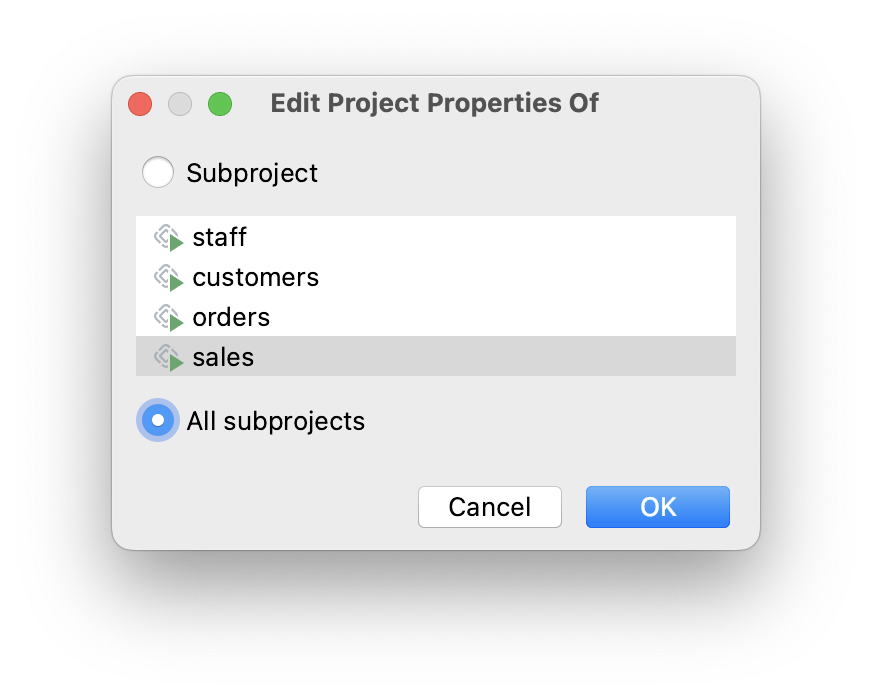 Edit Project Properties Of
Subproject
staff
customers
orders
sales
All subprojects
Cancel
OK